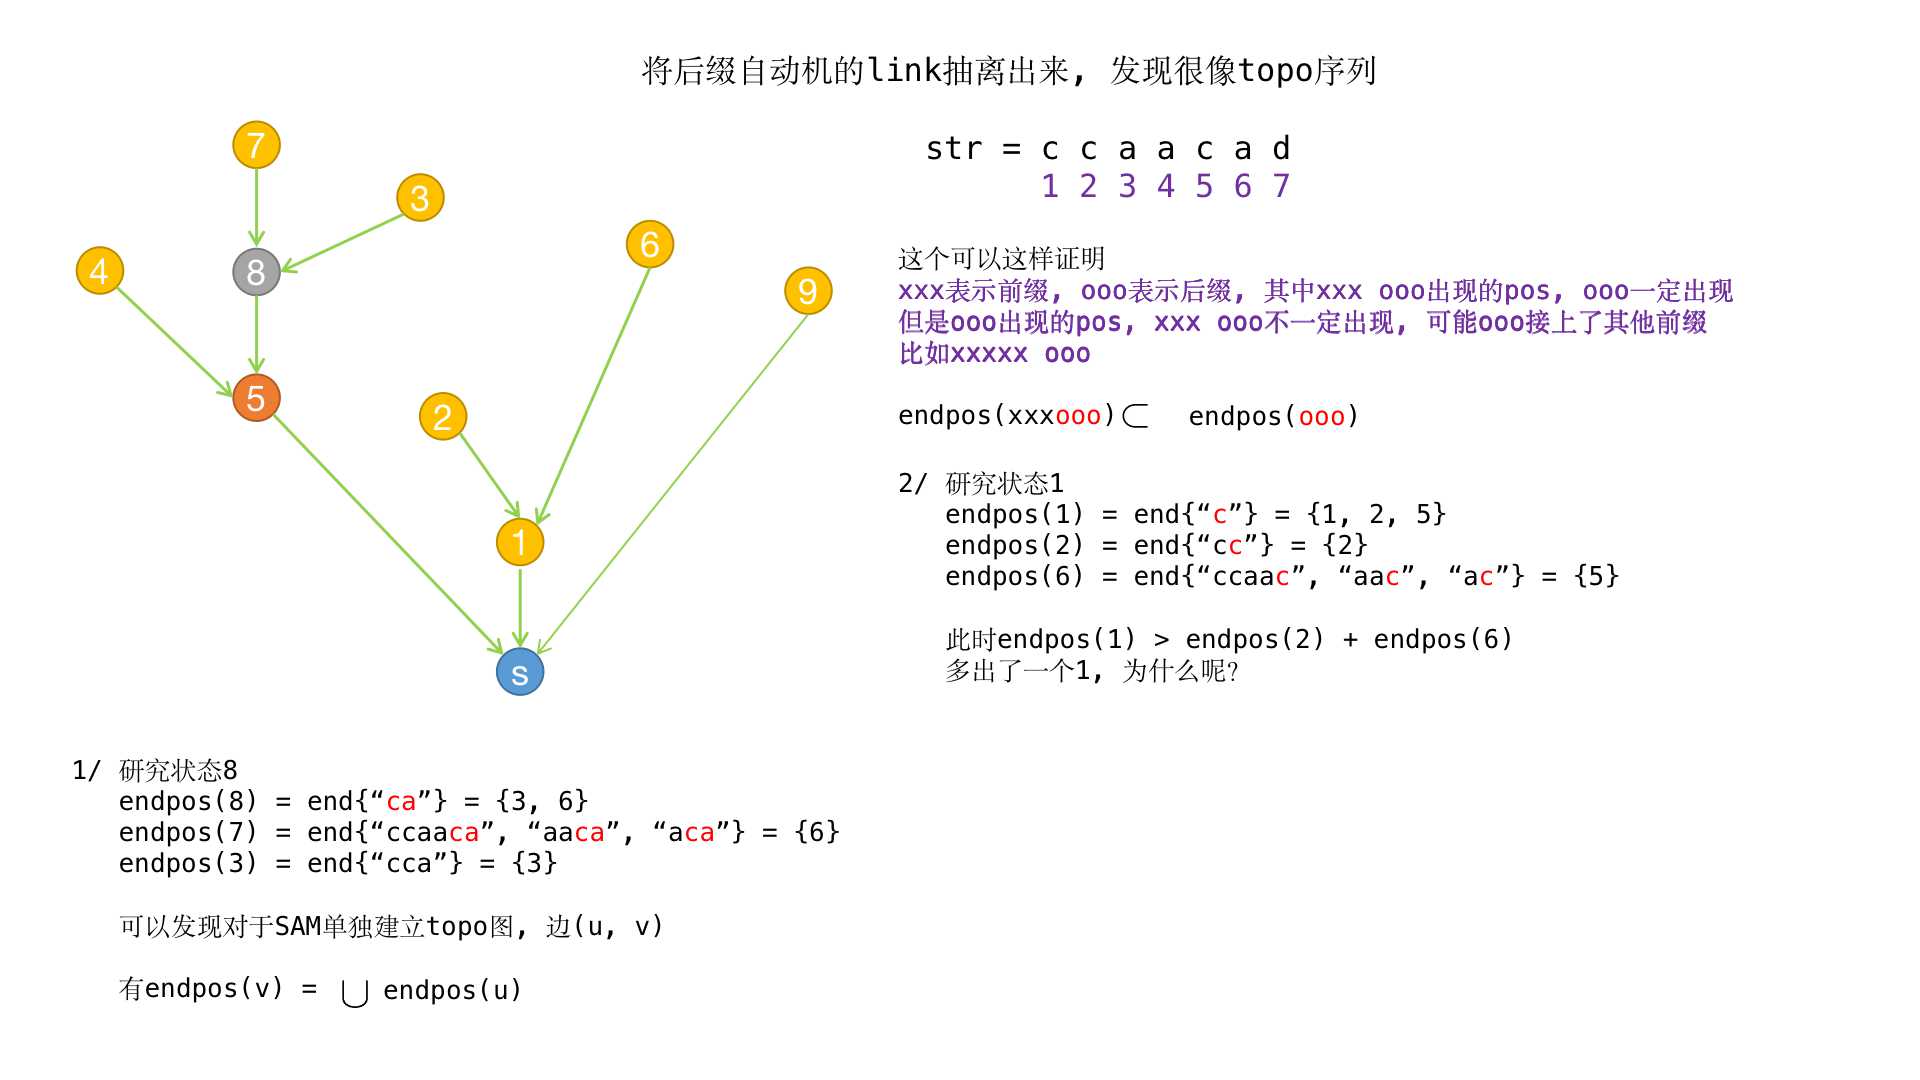 将后缀自动机的link抽离出来, 发现很像topo序列
7
3
4
8
6
9
5
2
1
s
str = c c a a c a d
1 2 3 4 5 6 7
这个可以这样证明
xxx表示前缀, ooo表示后缀, 其中xxx ooo出现的pos, ooo一定出现
但是ooo出现的pos, xxx ooo不一定出现, 可能ooo接上了其他前缀
比如xxxxx ooo
endpos(xxxooo)⊂ endpos(ooo)
2/ 研究状态1
endpos(1) = end{“c”} = {1, 2, 5}
endpos(2) = end{“cc”} = {2}
endpos(6) = end{“ccaac”, “aac”, “ac”} = {5}
此时endpos(1) > endpos(2) + endpos(6)
多出了一个1, 为什么呢?
1/ 研究状态8
endpos(8) = end{“ca”} = {3, 6}
endpos(7) = end{“ccaaca”, “aaca”, “aca”} = {6}
endpos(3) = end{“cca”} = {3}
可以发现对于SAM单独建立topo图, 边(u, v)
有endpos(v) = ∪ endpos(u)